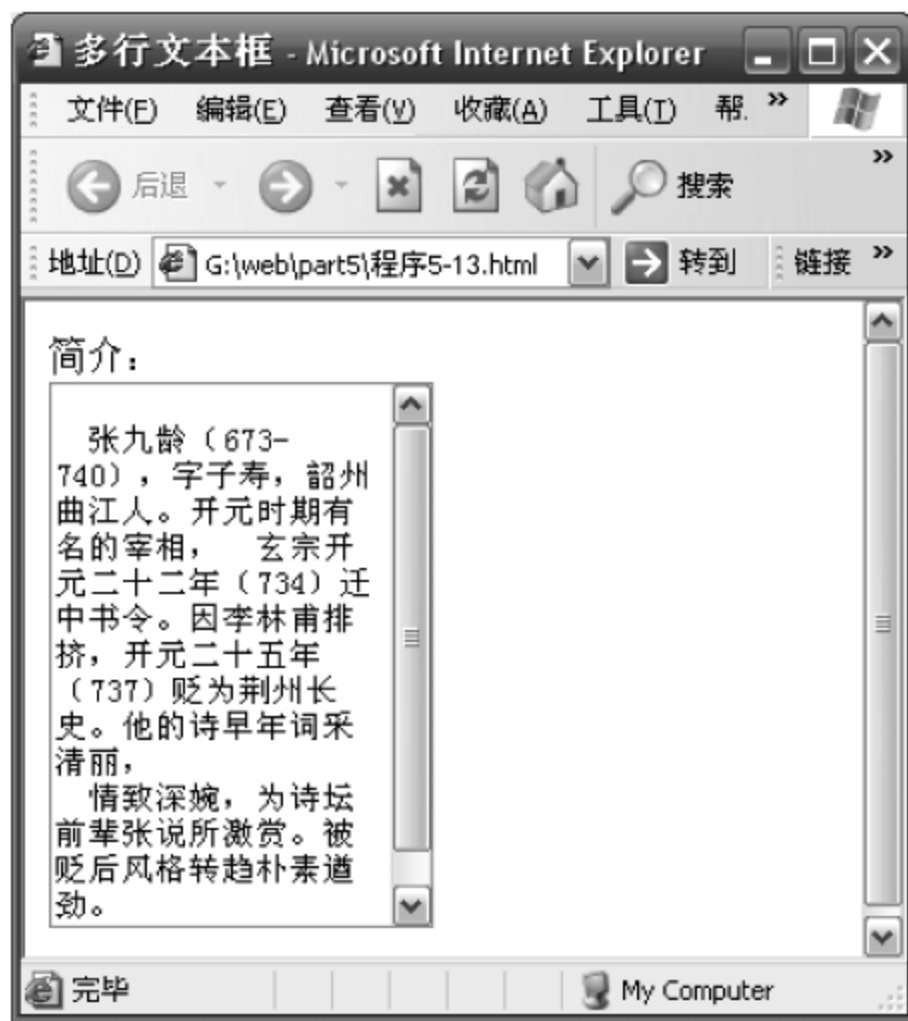 多行文本框 - Microsoft Internet Explorer
文件(F) 编辑(E) 查看(V) 收藏(A) 工具(T) 帮. »
后退 搜索 »
地址(D) G:\web\part5\程序5-13.html 转到 链接 »
简介：
张九龄（673-
740），字子寿，韶州
曲江人。开元时期有
名的宰相， 玄宗开
元二十二年（734）迁
中书令。因李林甫排
挤，开元二十五年
（737）贬为荆州长
史。他的诗早年词采
清丽，
情致深婉，为诗坛
前辈张说所激赏。被
贬后风格转趋朴素遒
劲。
完毕 My Computer